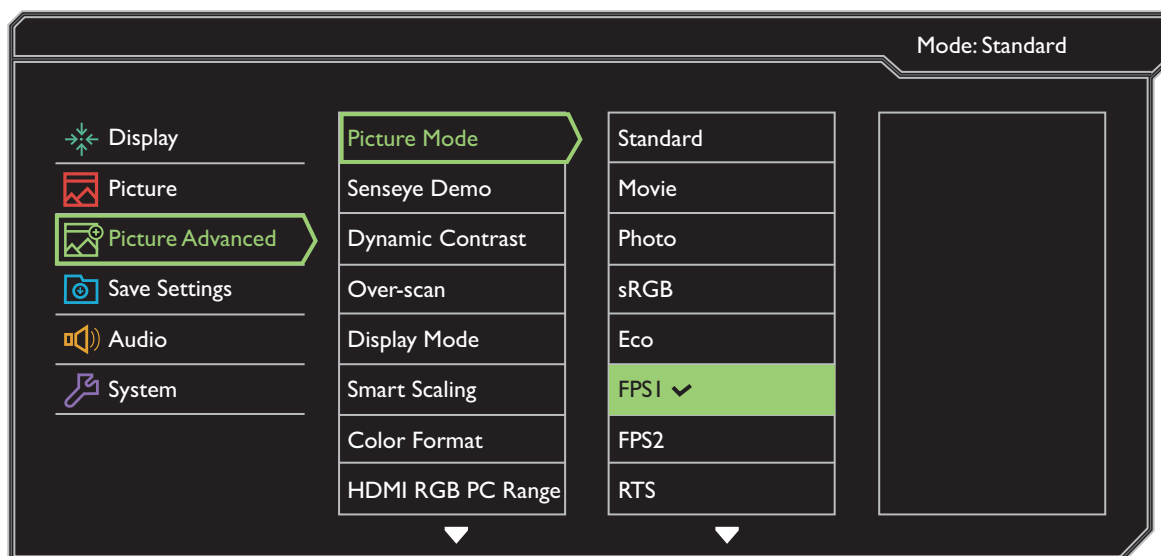 Mode: Standard
Display
Picture
Picture Advanced
Save Settings
Audio
System
Picture Mode
Senseye Demo
Dynamic Contrast
Over-scan
Display Mode
Smart Scaling
Color Format
HDMI RGB PC Range
Standard
Movie
Photo
sRGB
Eco
FPS1
FPS2
RTS